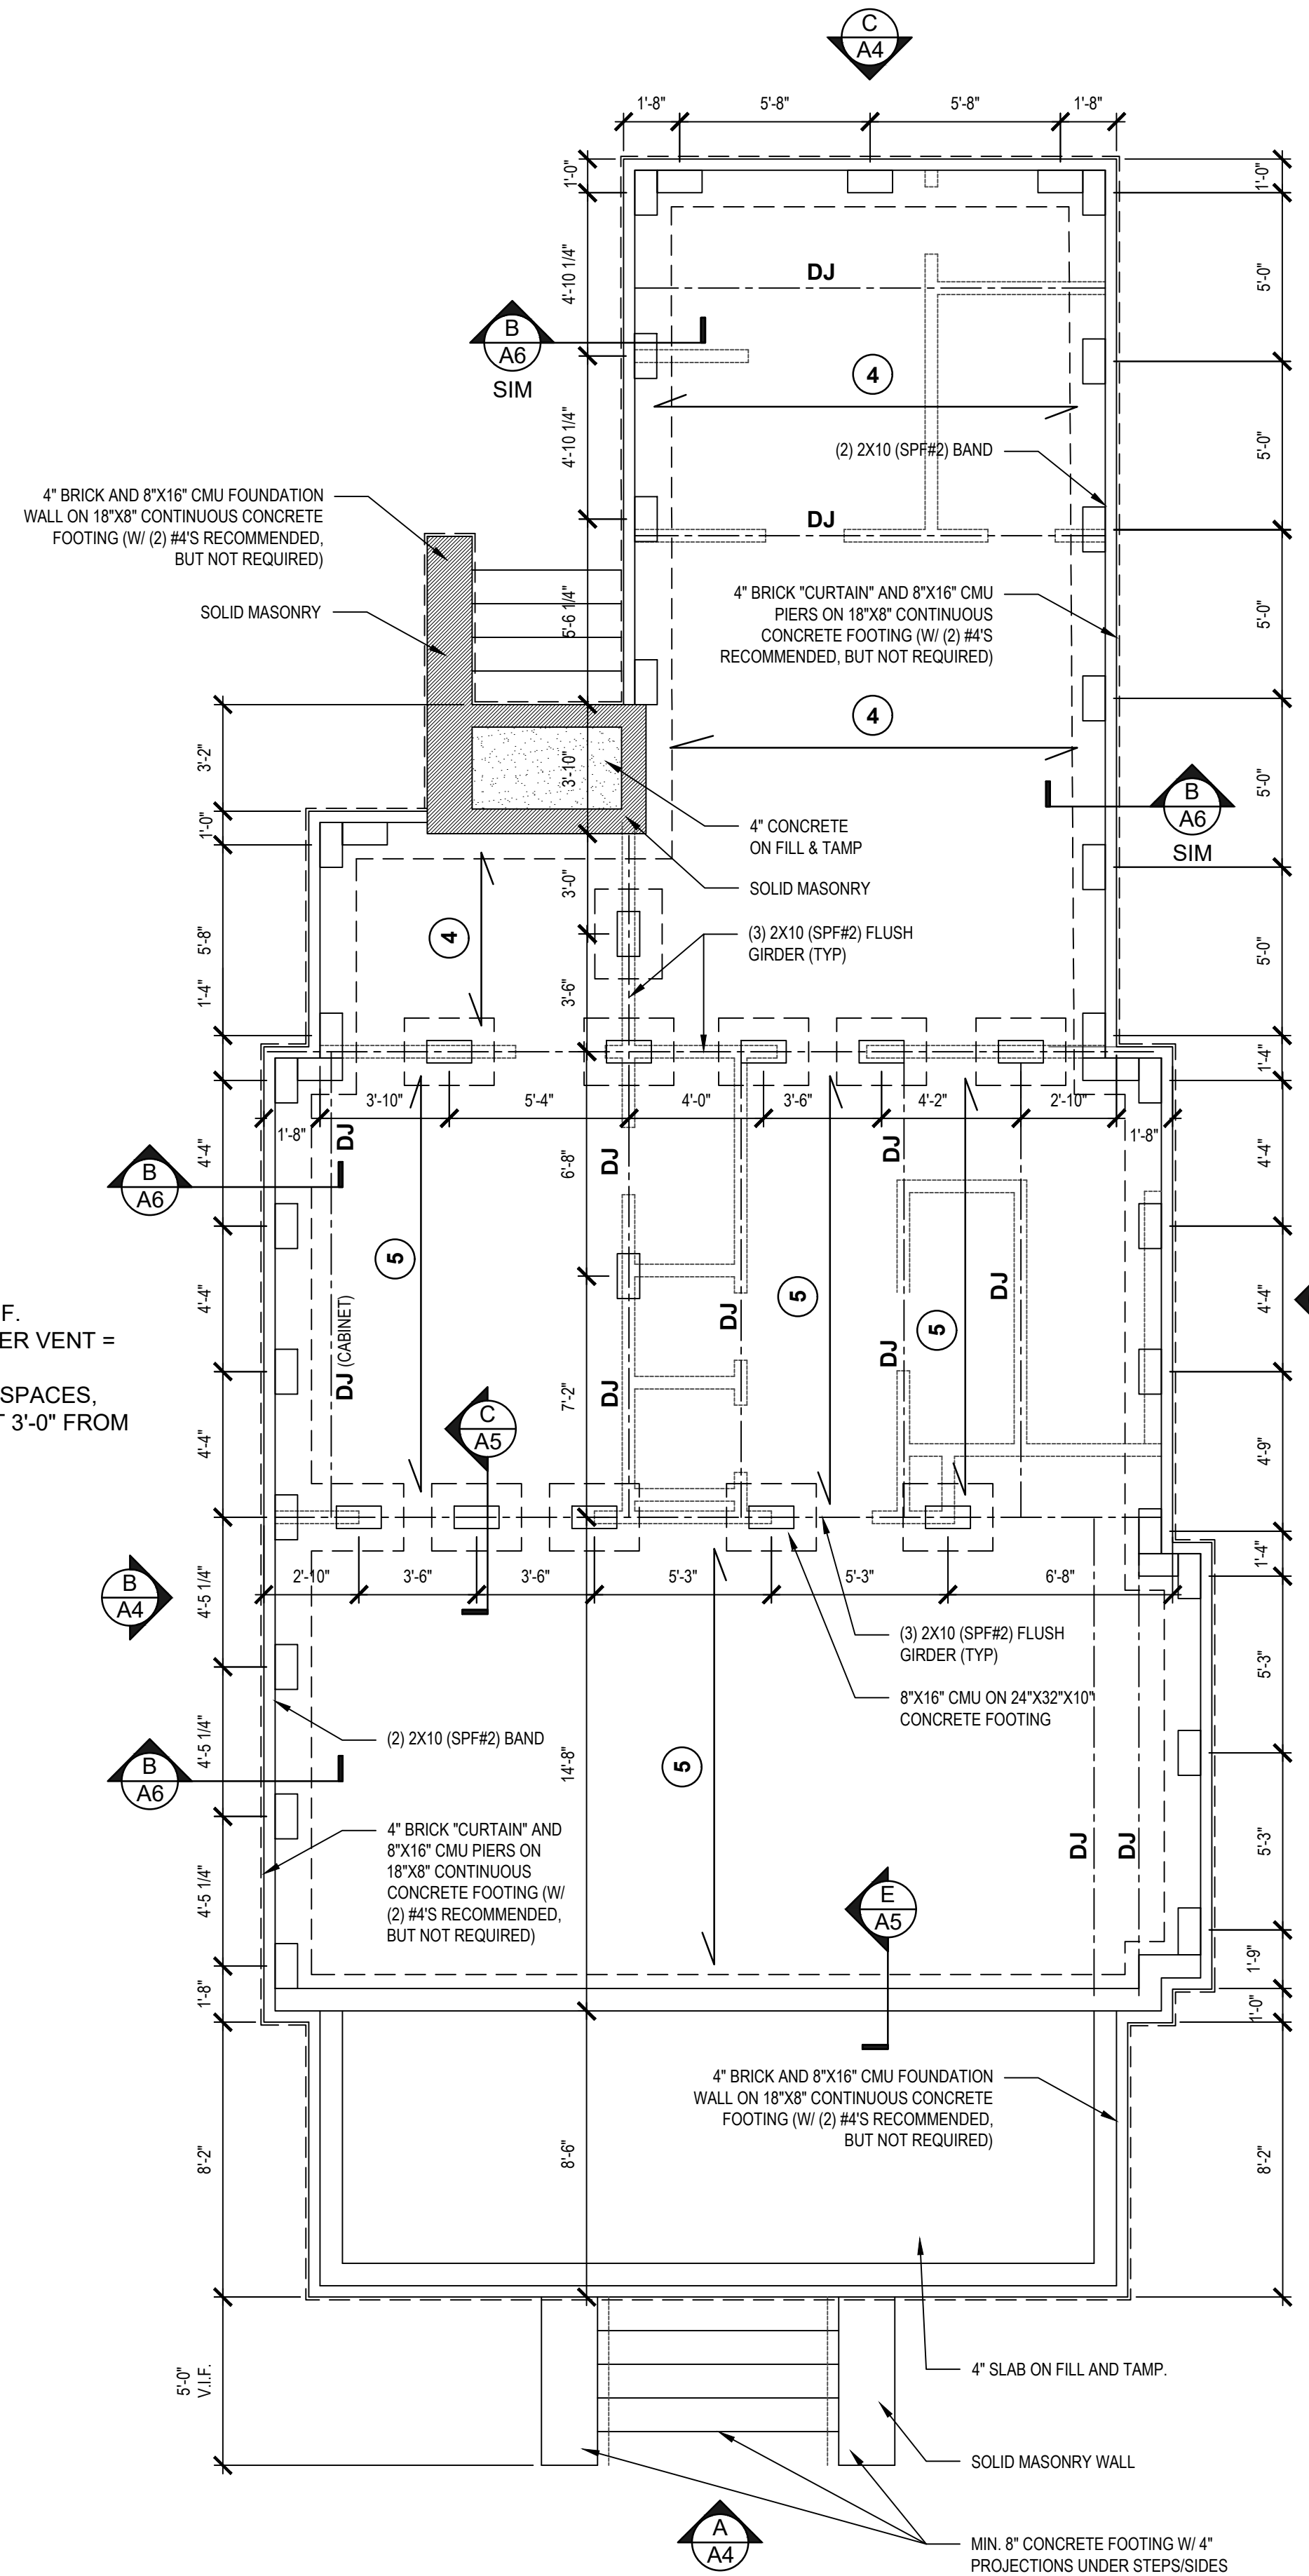 C
A4
1'-8"
5'-8"
5'-8"
1'-8"
1'-0"
4'-10 1/4"
4'-10 1/4"
5'-6 1/4"
3'-10"
3'-0"
3'-6"
6'-8"
7'-2"
14'-8"
8'-6"
1'-0"
5'-0"
5'-0"
5'-0"
5'-0"
5'-0"
1'-4"
4'-4"
4'-4"
4'-9"
1'-4"
5'-3"
5'-3"
1'-9"
1'-0"
8'-2"
DJ
B
A6
SIM
4
(2) 2X10 (SPF#2) BAND
DJ
4" BRICK AND 8"X16" CMU FOUNDATION
WALL ON 18"X8" CONTINUOUS CONCRETE
FOOTING (W/ (2) #4'S RECOMMENDED,
BUT NOT REQUIRED)
SOLID MASONRY
4" BRICK "CURTAIN" AND 8"X16" CMU
PIERS ON 18"X8" CONTINUOUS
CONCRETE FOOTING (W/ (2) #4'S
RECOMMENDED, BUT NOT REQUIRED)
4
B
A6
SIM
4" CONCRETE
ON FILL & TAMP
SOLID MASONRY
(3) 2X10 (SPF#2) FLUSH
GIRDER (TYP)
4
3'-2"
1'-0"
5'-8"
1'-4"
4'-4"
4'-4"
4'-4"
4'-5 1/4"
4'-5 1/4"
4'-5 1/4"
1'-8"
8'-2"
5'-0"
V.I.F.
1'-8"
3'-10"
5'-4"
4'-0"
3'-6"
4'-2"
2'-10"
1'-8"
DJ
DJ
DJ
B
A6
5
5
5
DJ
DJ
DJ
DJ
DJ (CABINET)
F.
ER VENT =
SPACES,
T 3'-0" FROM
C
A5
B
A4
2'-10"
3'-6"
3'-6"
5'-3"
5'-3"
6'-8"
(3) 2X10 (SPF#2) FLUSH
GIRDER (TYP)
8"X16" CMU ON 24"X32"X10"
CONCRETE FOOTING
(2) 2X10 (SPF#2) BAND
B
A6
5
4" BRICK "CURTAIN" AND
8"X16" CMU PIERS ON
18"X8" CONTINUOUS
CONCRETE FOOTING (W/
(2) #4'S RECOMMENDED,
BUT NOT REQUIRED)
DJ
DJ
E
A5
4" BRICK AND 8"X16" CMU FOUNDATION
WALL ON 18"X8" CONTINUOUS CONCRETE
FOOTING (W/ (2) #4'S RECOMMENDED,
BUT NOT REQUIRED)
4" SLAB ON FILL AND TAMP.
SOLID MASONRY WALL
A
A4
MIN. 8" CONCRETE FOOTING W/ 4"
PROJECTIONS UNDER STEPS/SIDES